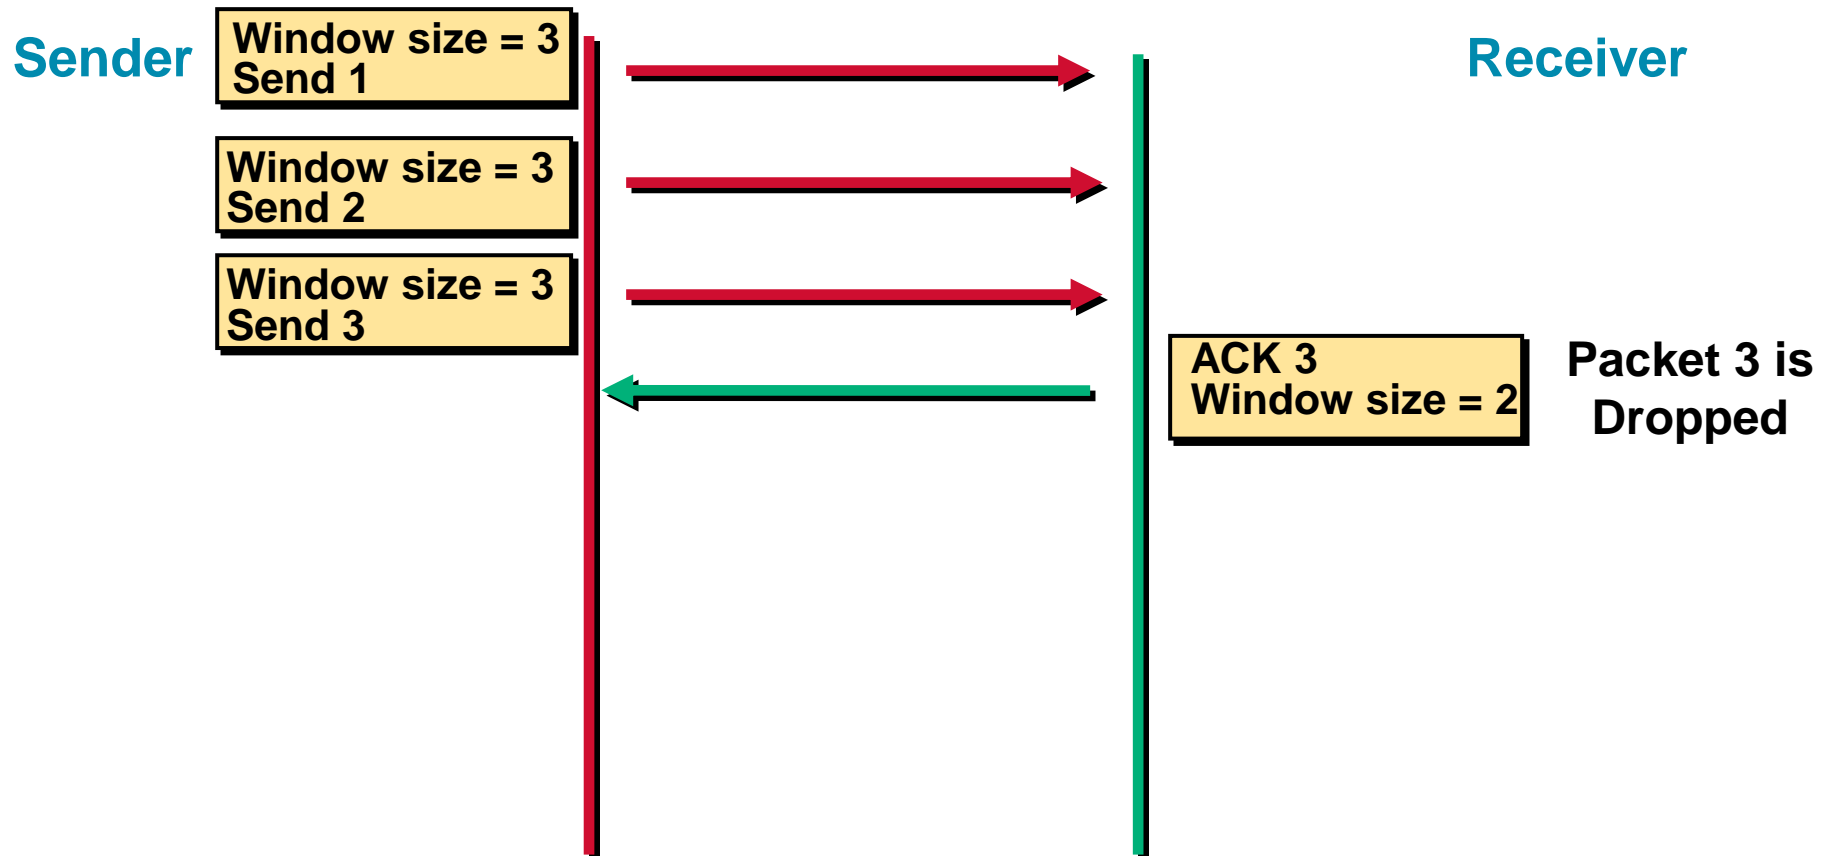 Sender
Window size = 3
Send 1
Receiver
Window size = 3
Send 2
Window size = 3
Send 3
ACK 3
Window size = 2
Packet 3 is
Dropped